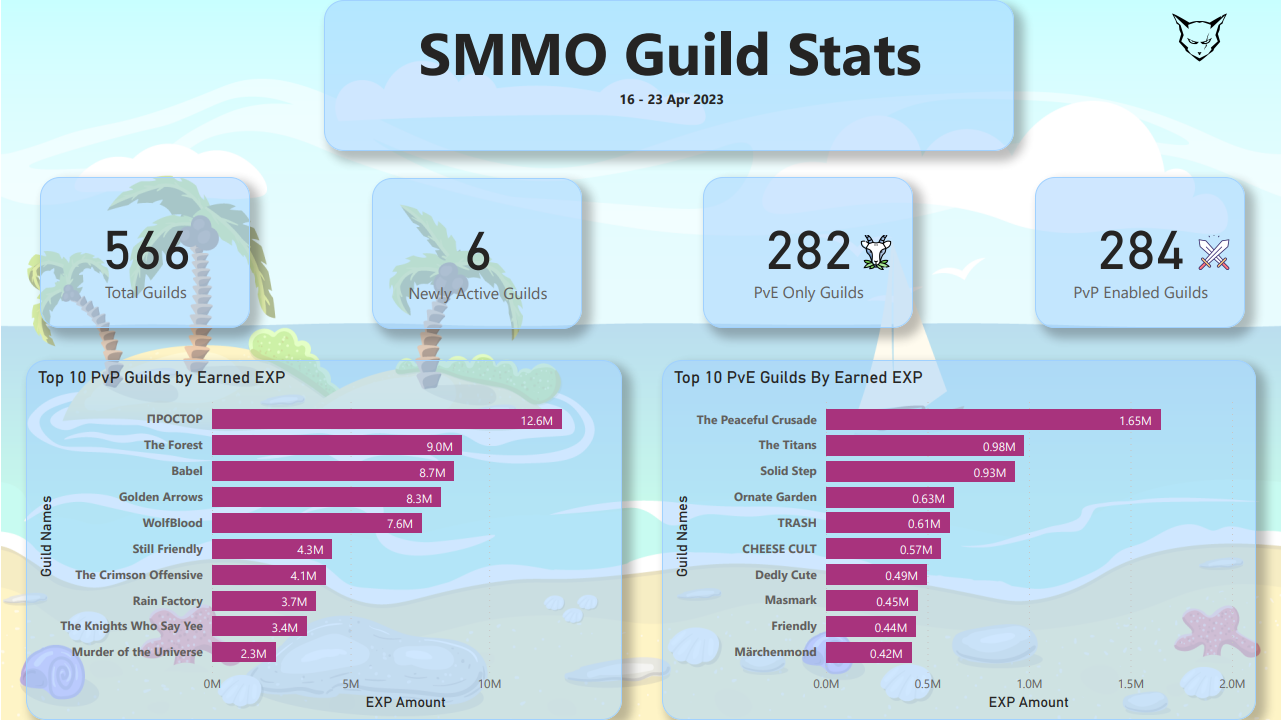 SMMO Guild Stats
16 - 23 Apr 2023
566
Total Guilds
6
Newly Active Guilds
282
PvE Only Guilds
284
PvP Enabled Guilds
Top 10 PvP Guilds by Earned EXP
Guild Names
ПРОСТОР 12.6M
The Forest 9.0M
Babel 8.7M
Golden Arrows 8.3M
WolfBlood 7.6M
Still Friendly 4.3M
The Crimson Offensive 4.1M
Rain Factory 3.7M
The Knights Who Say Yee 3.4M
Murder of the Universe 2.3M
0M 5M 10M
EXP Amount
Top 10 PvE Guilds By Earned EXP
Guild Names
The Peaceful Crusade 1.65M
The Titans 0.98M
Solid Step 0.93M
Ornate Garden 0.63M
TRASH 0.61M
CHEESE CULT 0.57M
Dedly Cute 0.49M
Masmark 0.45M
Friendly 0.44M
Märchenmond 0.42M
0.0M 0.5M 1.0M 1.5M 2.0M
EXP Amount